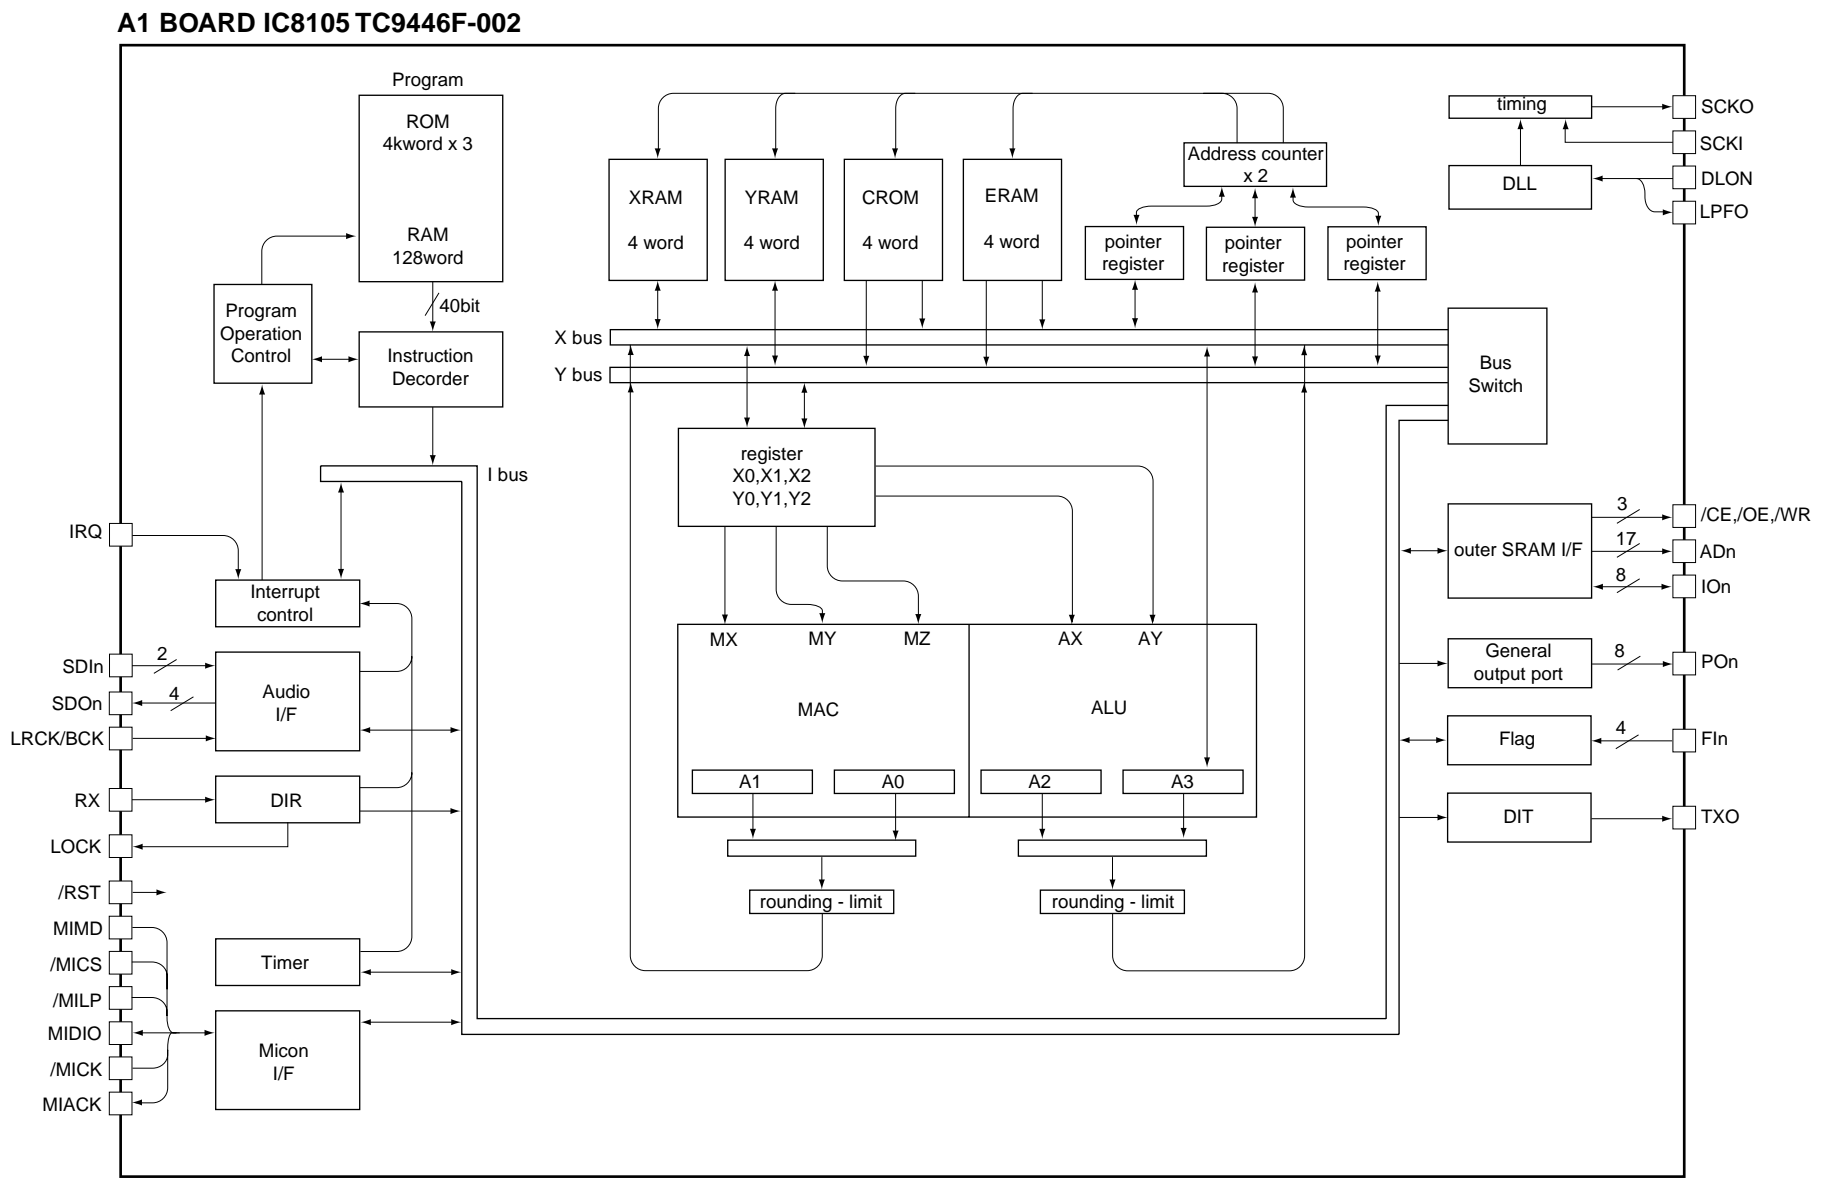 A1 BOARD IC8105 TC9446F-002
Program
ROM
4kword x 3
RAM
128word
40bit
Program
Operation
Control
Instruction
Decorder
I bus
XRAM
4 word
YRAM
4 word
CROM
4 word
ERAM
4 word
Address counter
x 2
pointer
register
pointer
register
pointer
register
X bus
Y bus
Bus
Switch
timing
DLL
SCKO
SCKI
DLON
LPFO
register
X0,X1,X2
Y0,Y1,Y2
MX
MY
MZ
AX
AY
MAC
ALU
A1
A0
A2
A3
rounding - limit
rounding - limit
IRQ
Interrupt
control
SDIn
2
SDOn
4
LRCK/BCK
Audio
I/F
RX
DIR
LOCK
/RST
MIMD
/MICS
/MILP
MIDIO
/MICK
MIACK
Timer
Micon
I/F
outer SRAM I/F
3
/CE,/OE,/WR
17
ADn
8
IOn
General
output port
8
POn
Flag
4
FIn
DIT
TXO